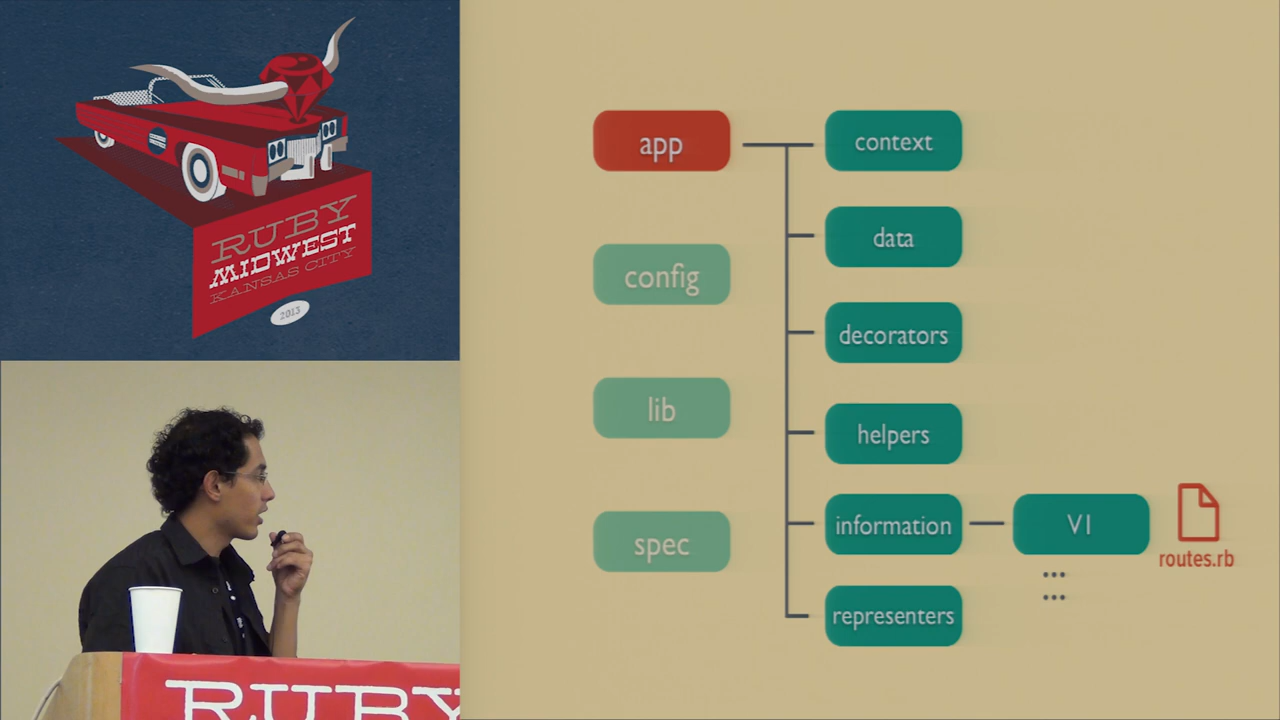 RUBY
MIDWEST
KANSAS CITY
2013
RUBY
app
config
lib
spec
context
data
decorators
helpers
information
representers
V1
routes.rb